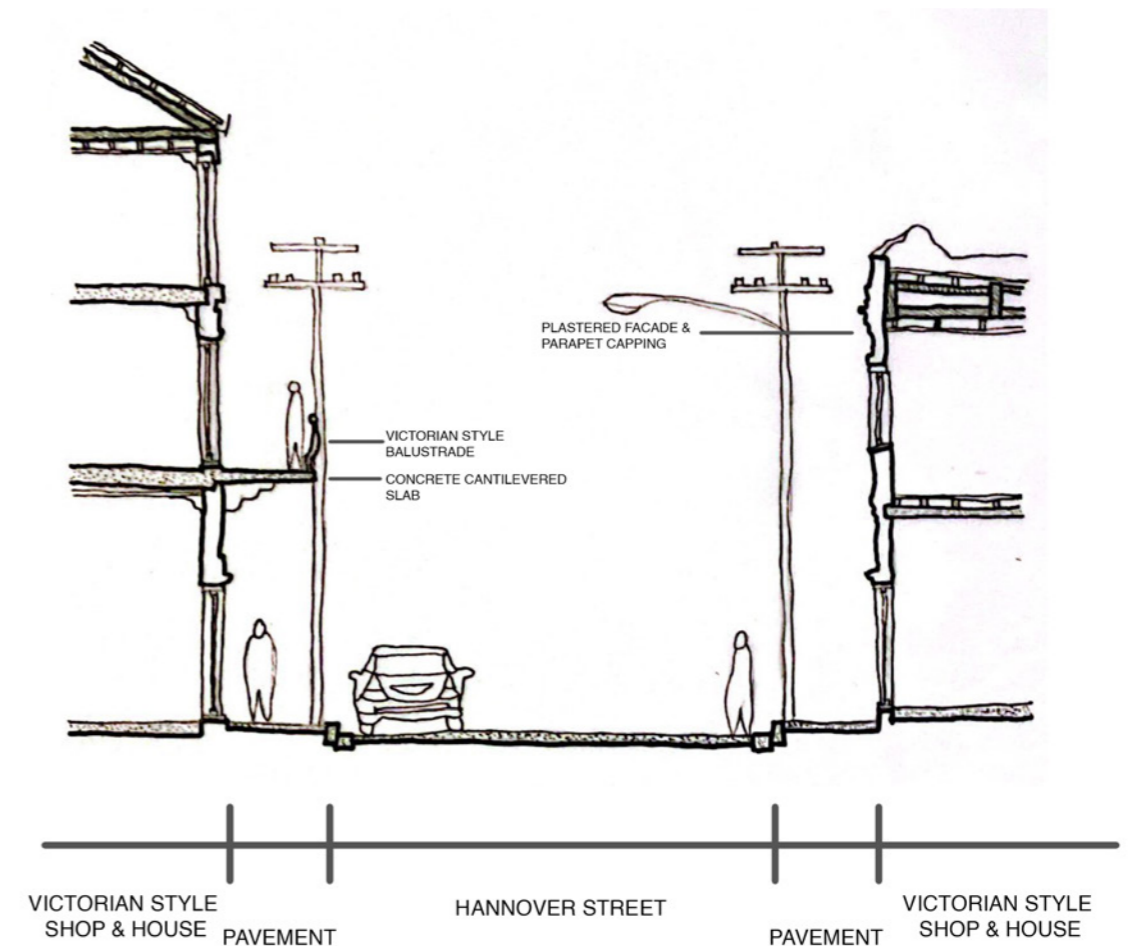 PLASTERED FACADE &
PARAPET CAPPING
VICTORIAN STYLE
BALUSTRADE
CONCRETE CANTILEVERED
SLAB
VICTORIAN STYLE
SHOP & HOUSE
PAVEMENT
HANNOVER STREET
PAVEMENT
VICTORIAN STYLE
SHOP & HOUSE